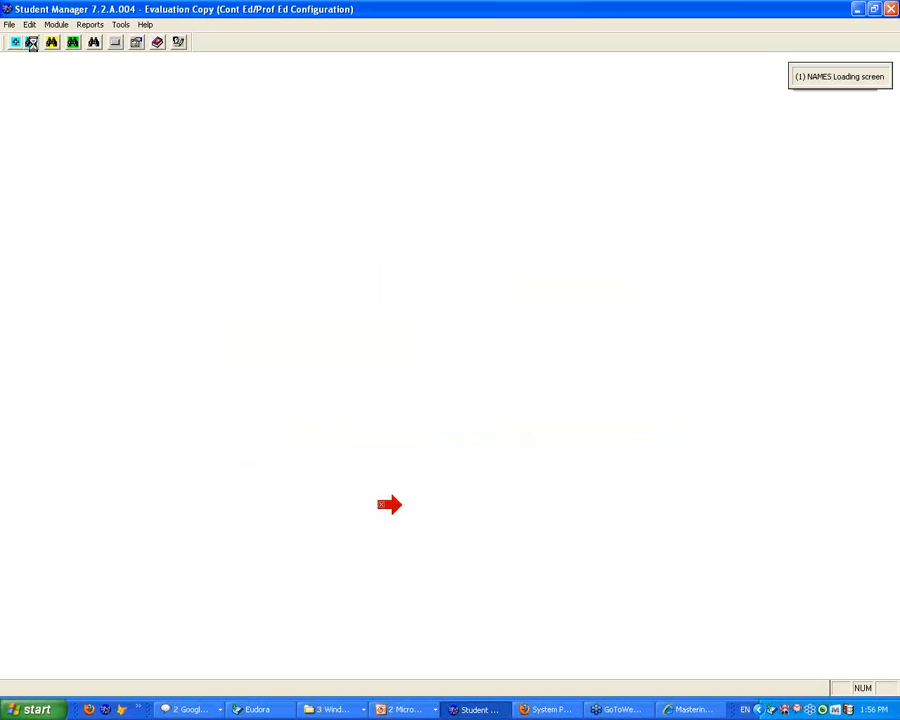 Student Manager 7.2.A.004 - Evaluation Copy (Cont Ed/Prof Ed Configuration)
File Edit Module Reports Tools Help
(1) NAMES Loading screen
NUM
start 2 Googl... Eudora 3 Wind... 2 Micro... Student ... System P... GoToWe... Masterin... EN 1:56 PM